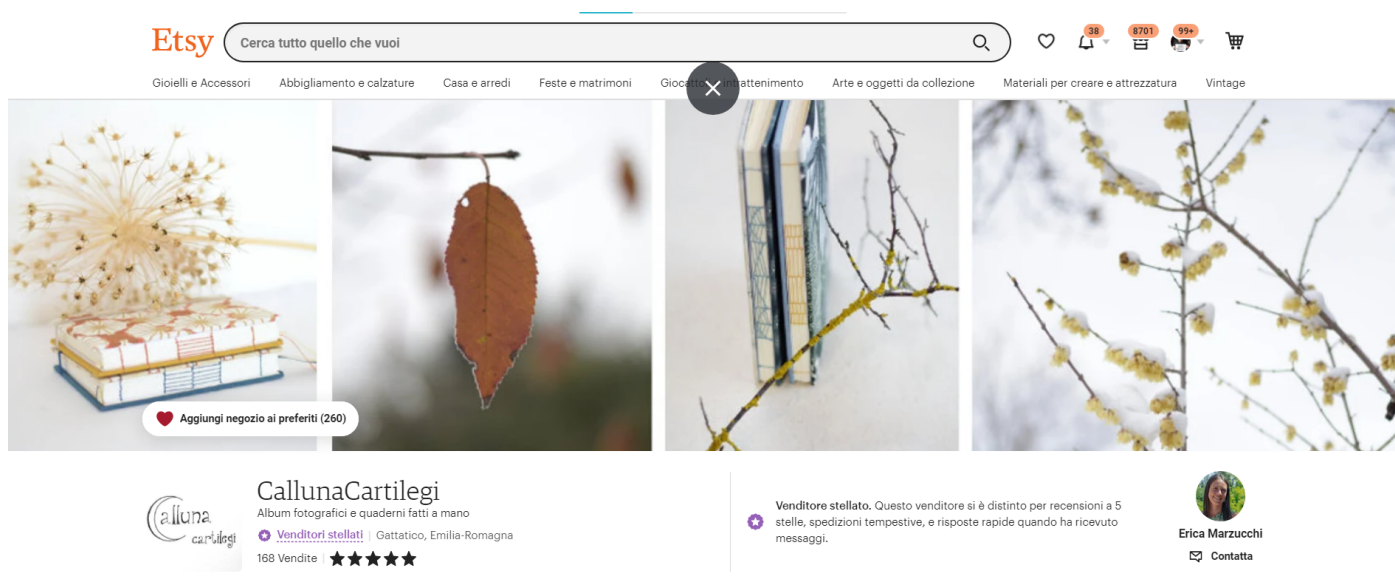 Etsy
Cerca tutto quello che vuoi
38
8701
99+
Gioielli e Accessori
Abbigliamento e calzature
Casa e arredi
Feste e matrimoni
Giocattoli e intrattenimento
Arte e oggetti da collezione
Materiali per creare e attrezzatura
Vintage
Aggiungi negozio ai preferiti (260)
alluna
cartilegi
CallunaCartilegi
Album fotografici e quaderni fatti a mano
Venditori stellati | Gattatico, Emilia-Romagna
168 Vendite
Venditore stellato. Questo venditore si è distinto per recensioni a 5
stelle, spedizioni tempestive, e risposte rapide quando ha ricevuto
messaggi.
Erica Marzucchi
Contatta